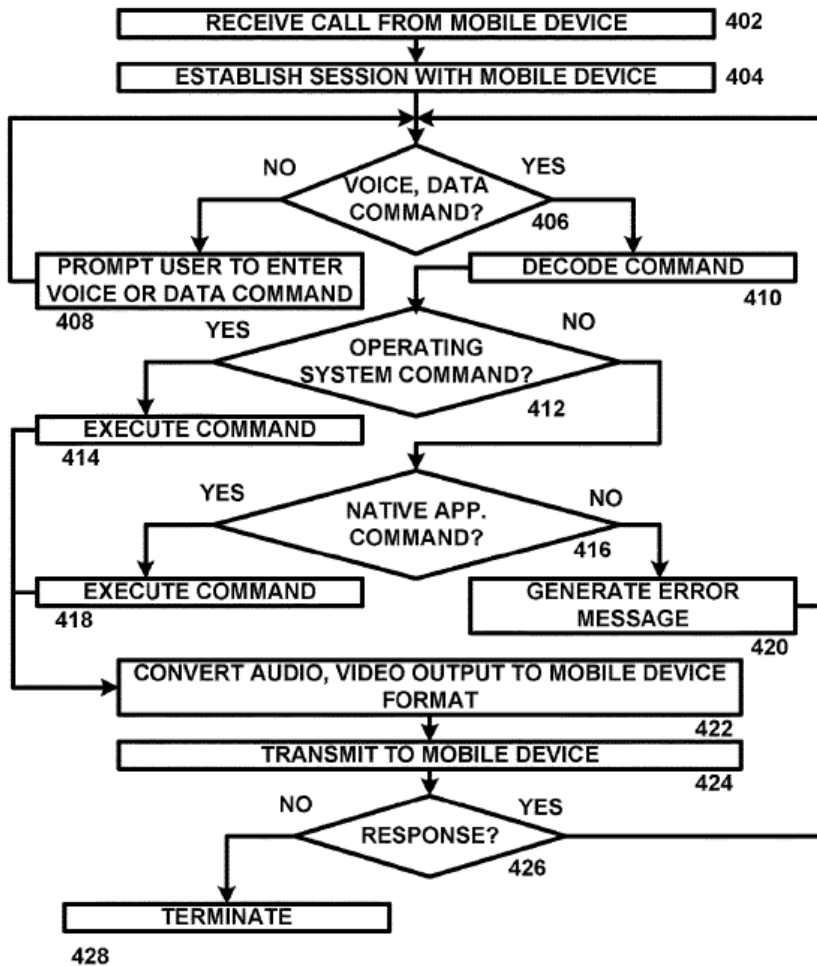 RECEIVE CALL FROM MOBILE DEVICE 402
ESTABLISH SESSION WITH MOBILE DEVICE 404
NO
YES
VOICE, DATA
COMMAND?
406
PROMPT USER TO ENTER
VOICE OR DATA COMMAND
408
DECODE COMMAND
410
YES
NO
OPERATING
SYSTEM COMMAND?
412
EXECUTE COMMAND
414
YES
NO
NATIVE APP.
COMMAND?
416
EXECUTE COMMAND
418
GENERATE ERROR
MESSAGE
420
CONVERT AUDIO, VIDEO OUTPUT TO MOBILE DEVICE
FORMAT
422
TRANSMIT TO MOBILE DEVICE
424
NO
YES
RESPONSE?
426
TERMINATE
428